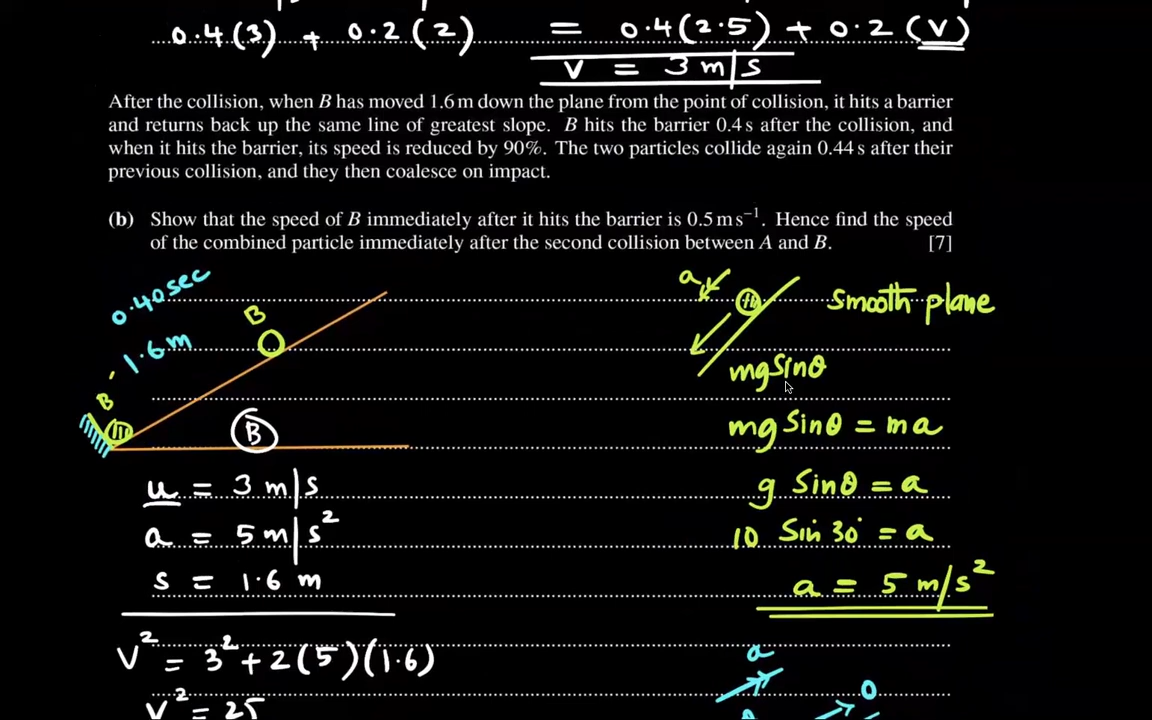 0.4(3) + 0.2(2) = 0.4(2.5) + 0.2(v)
v = 3 m/s
After the collision, when B has moved 1.6 m down the plane from the point of collision, it hits a barrier
and returns back up the same line of greatest slope. B hits the barrier 0.4 s after the collision, and
when it hits the barrier, its speed is reduced by 90%. The two particles collide again 0.44 s after their
previous collision, and they then coalesce on impact.
(b) Show that the speed of B immediately after it hits the barrier is 0.5 m s⁻¹. Hence find the speed
of the combined particle immediately after the second collision between A and B. [7]
0.40sec
1.6m
B
B
B
u = 3 m/s
a = 5 m/s²
s = 1.6 m
v² = 3² + 2(5)(1.6)
v² = 25
a
m
smooth plane
mgSinθ
mg Sinθ = ma
g Sinθ = a
10 Sin 30° = a
a = 5 m/s²
a
0